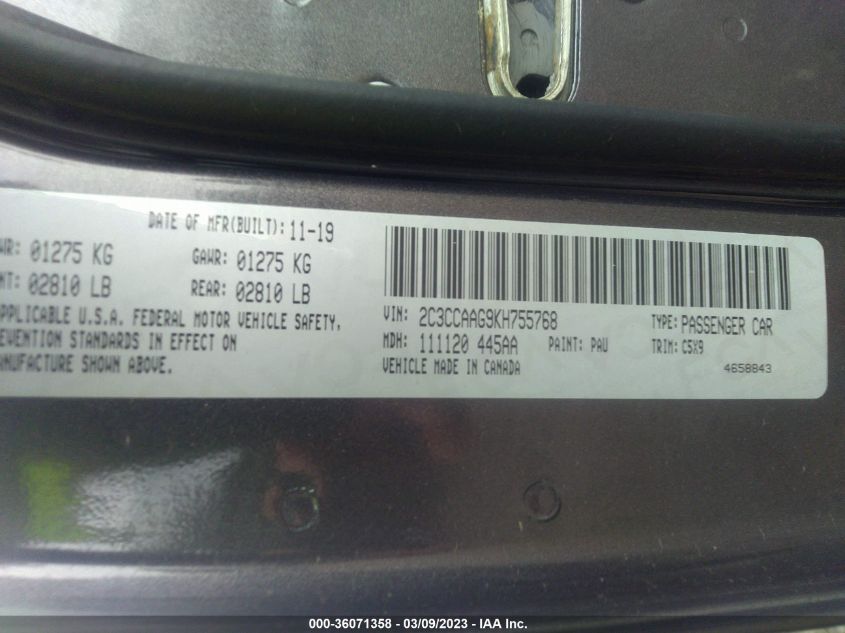 DATE OF MFR(BUILT): 11-19
WR: 01275 KG GAWR: 01275 KG
NT: 02810 LB REAR: 02810 LB
PPLICABLE U.S.A. FEDERAL MOTOR VEHICLE SAFETY,
EVENTION STANDARDS IN EFFECT ON
ANUFACTURE SHOWN ABOVE.
VIN: 2C3CCAAG9KH755768 TYPE: PASSENGER CAR
MDH: 111120 445AA PAINT: PAU TRIM: C5X9
VEHICLE MADE IN CANADA 4658843
000-36071358 - 03/09/2023 - IAA Inc.